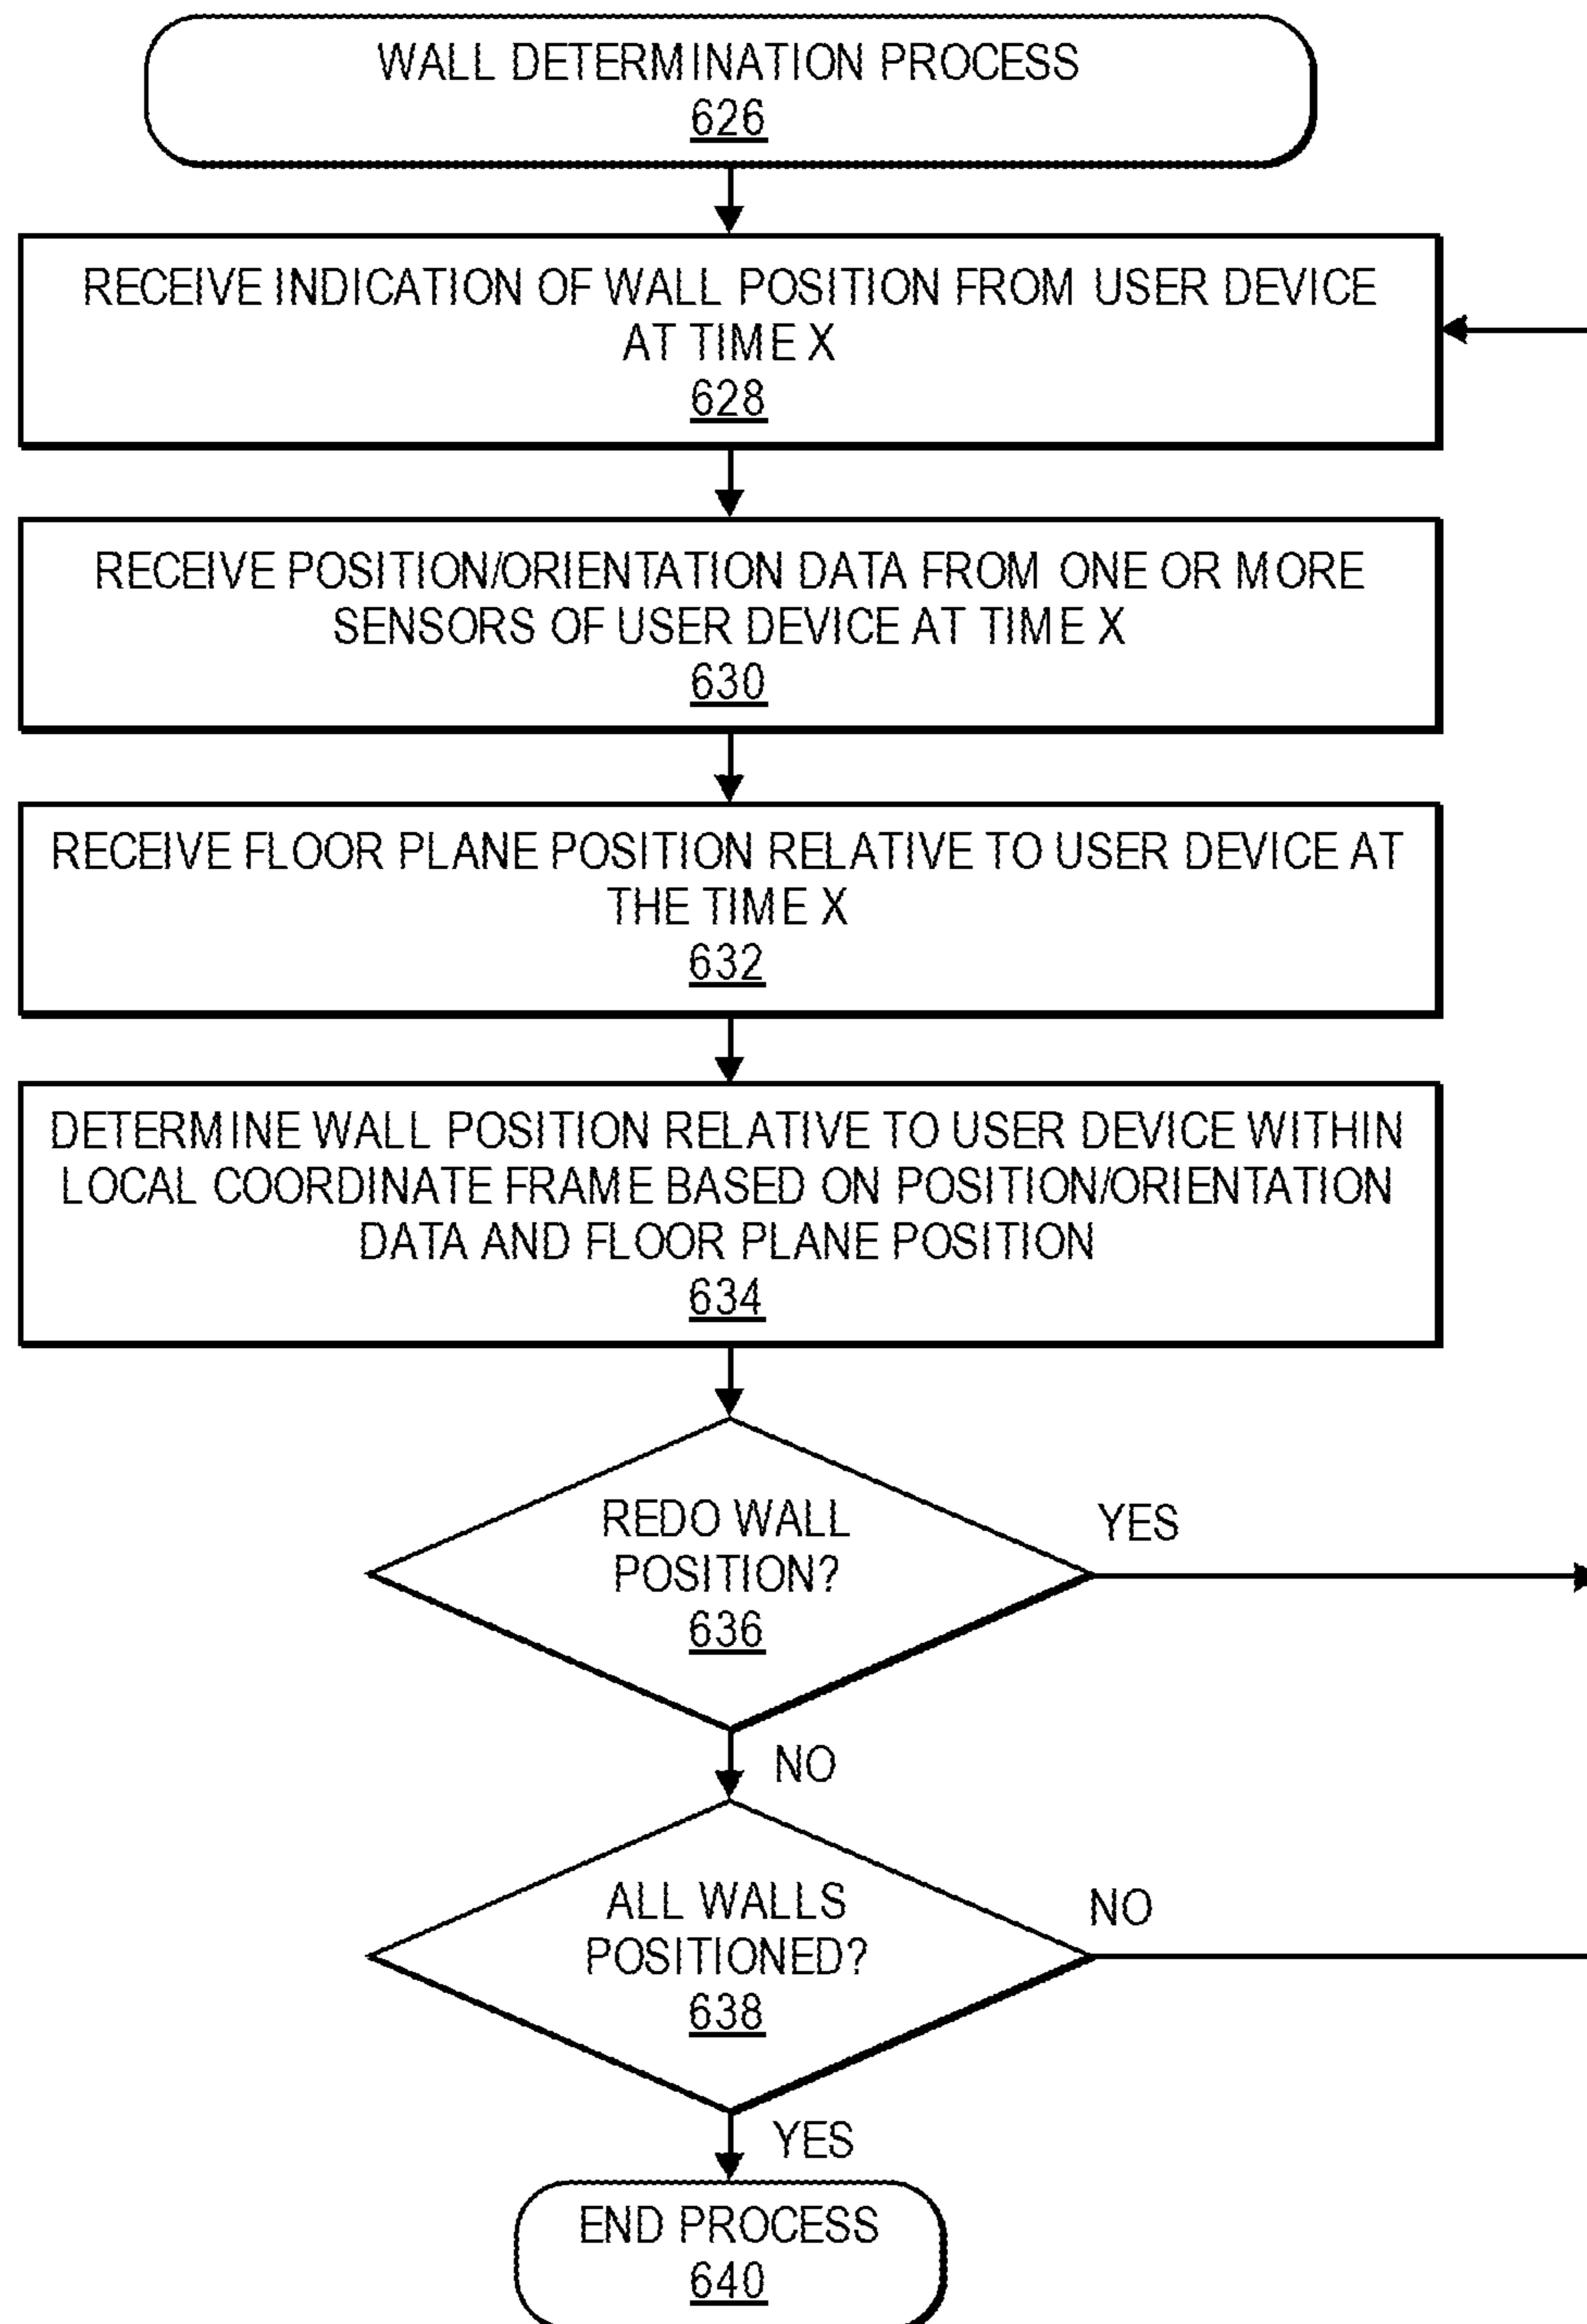 WALL DETERMINATION PROCESS
626
RECEIVE INDICATION OF WALL POSITION FROM USER DEVICE
AT TIME X
628
RECEIVE POSITION/ORIENTATION DATA FROM ONE OR MORE
SENSORS OF USER DEVICE AT TIME X
630
RECEIVE FLOOR PLANE POSITION RELATIVE TO USER DEVICE AT
THE TIME X
632
DETERMINE WALL POSITION RELATIVE TO USER DEVICE WITHIN
LOCAL COORDINATE FRAME BASED ON POSITION/ORIENTATION
DATA AND FLOOR PLANE POSITION
634
REDO WALL
POSITION?
636
YES
NO
ALL WALLS
POSITIONED?
638
NO
YES
END PROCESS
640